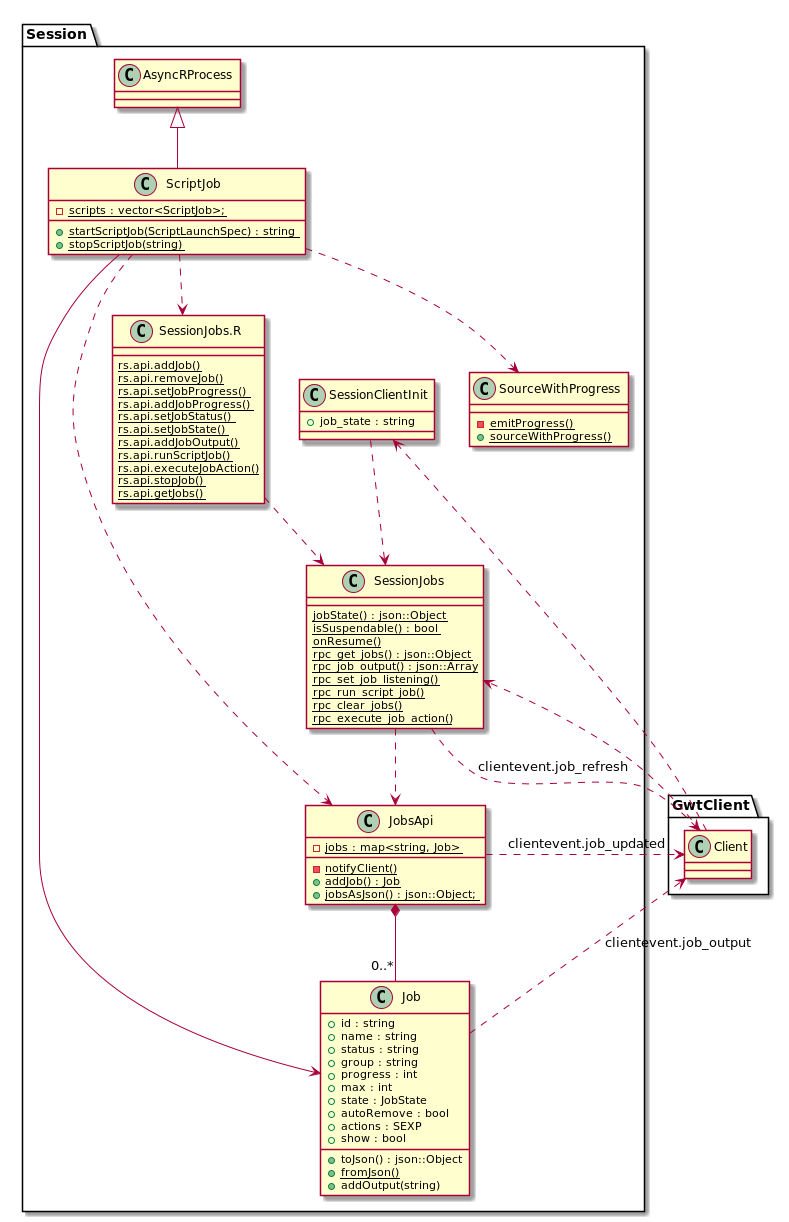 Session
AsyncRProcess
ScriptJob
scripts : vector<ScriptJob>;
startScriptJob(ScriptLaunchSpec) : string
stopScriptJob(string)
SessionJobs.R
rs.api.addJob()
rs.api.removeJob()
rs.api.setJobProgress()
rs.api.addJobProgress()
rs.api.setJobStatus()
rs.api.setJobState()
rs.api.addJobOutput()
rs.api.runScriptJob()
rs.api.executeJobAction()
rs.api.stopJob()
rs.api.getJobs()
SessionClientInit
job_state : string
SourceWithProgress
emitProgress()
sourceWithProgress()
SessionJobs
jobState() : json::Object
isSuspendable() : bool
onResume()
rpc_get_jobs() : json::Object
rpc_job_output() : json::Array
rpc_set_job_listening()
rpc_run_script_job()
rpc_clear_jobs()
rpc_execute_job_action()
clientevent.job_refresh
GwtClient
Client
JobsApi
jobs : map<string, Job>
notifyClient()
addJob() : Job
jobsAsJson() : json::Object;
clientevent.job_updated
clientevent.job_output
0..*
Job
id : string
name : string
status : string
group : string
progress : int
max : int
state : JobState
autoRemove : bool
actions : SEXP
show : bool
toJson() : json::Object
fromJson()
addOutput(string)